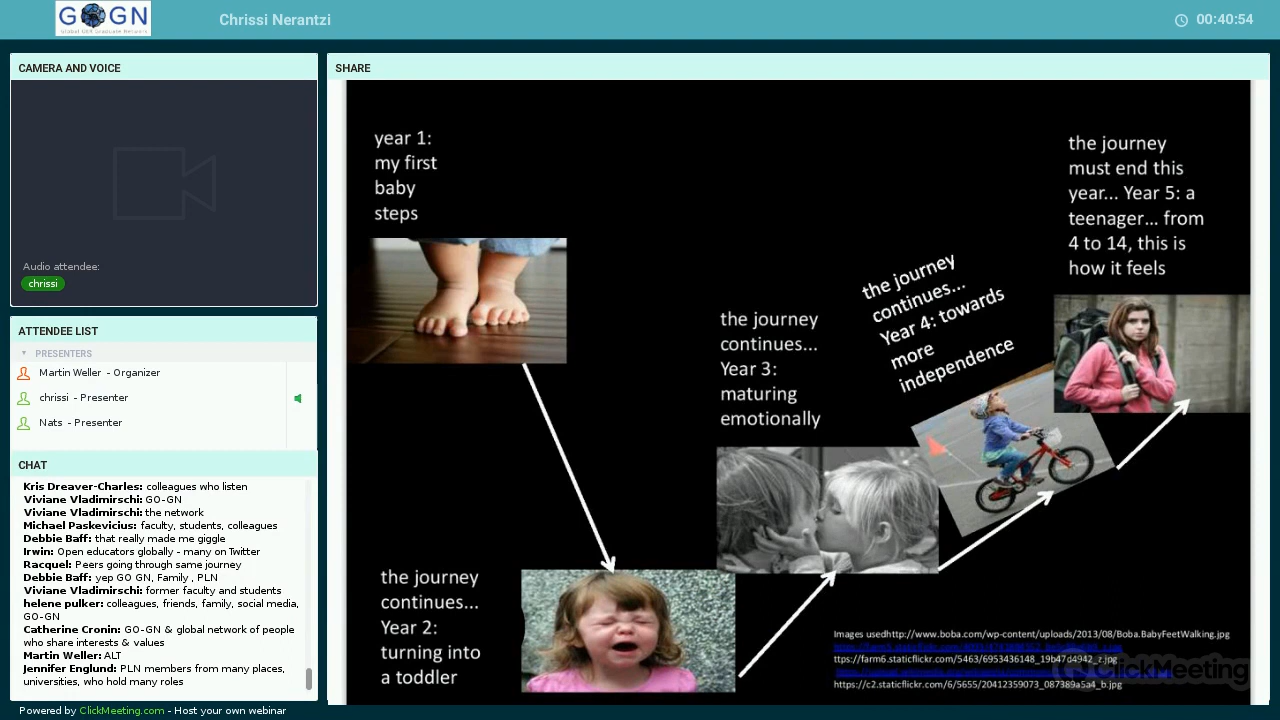 GOGN
Global OER Graduate Network
Chrissi Nerantzi
00:40:54
CAMERA AND VOICE
Audio attendee:
chrissi
ATTENDEE LIST
PRESENTERS
Martin Weller - Organizer
chrissi - Presenter
Nats - Presenter
CHAT
Kris Dreaver-Charles: colleagues who listen
Viviane Vladimirschi: GO-GN
Viviane Vladimirschi: the network
Michael Paskevicius: faculty, students, colleagues
Debbie Baff: that really made me giggle
Irwin: Open educators globally - many on Twitter
Racquel: Peers going through same journey
Debbie Baff: yep GO GN, Family , PLN
Viviane Vladimirschi: former faculty and students
helene pulker: colleagues, friends, family, social media,
GO-GN
Catherine Cronin: GO-GN & global network of people
who share interests & values
Martin Weller: ALT
Jennifer Englund: PLN members from many places,
universities, who hold many roles
Powered by ClickMeeting.com - Host your own webinar
SHARE
year 1:
my first
baby
steps
the journey
continues...
Year 2:
turning into
a toddler
the journey
continues...
Year 3:
maturing
emotionally
the journey
continues...
Year 4: towards
more
independence
the journey
must end this
year... Year 5: a
teenager... from
4 to 14, this is
how it feels
Images usedhttp://www.boba.com/wp-content/uploads/2013/08/Boba.BabyFeetWalking.jpg
ttps://farm6.staticflickr.com/5463/6953436148_19b47d4942_z.jpg
https://c2.staticflickr.com/6/5655/20412359073_087389a5a4_b.jpg
ClickMeeting